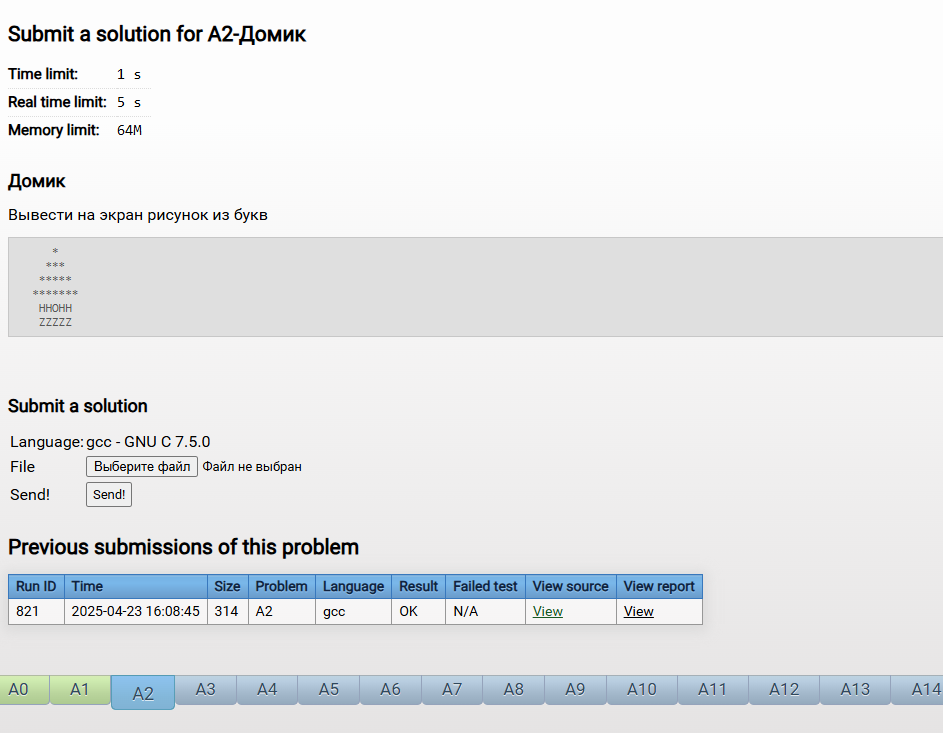 Submit a solution for A2-Домик
Time limit: 1 s
Real time limit: 5 s
Memory limit: 64M
Домик
Вывести на экран рисунок из букв
   *
  ***
 *****
*******
 HHOHH
 ZZZZZ
Submit a solution
Language: gcc - GNU C 7.5.0
File Выберите файл Файл не выбран
Send! Send!
Previous submissions of this problem
Run ID Time Size Problem Language Result Failed test View source View report
821 2025-04-23 16:08:45 314 A2 gcc OK N/A View View
A0 A1 A2 A3 A4 A5 A6 A7 A8 A9 A10 A11 A12 A13 A14